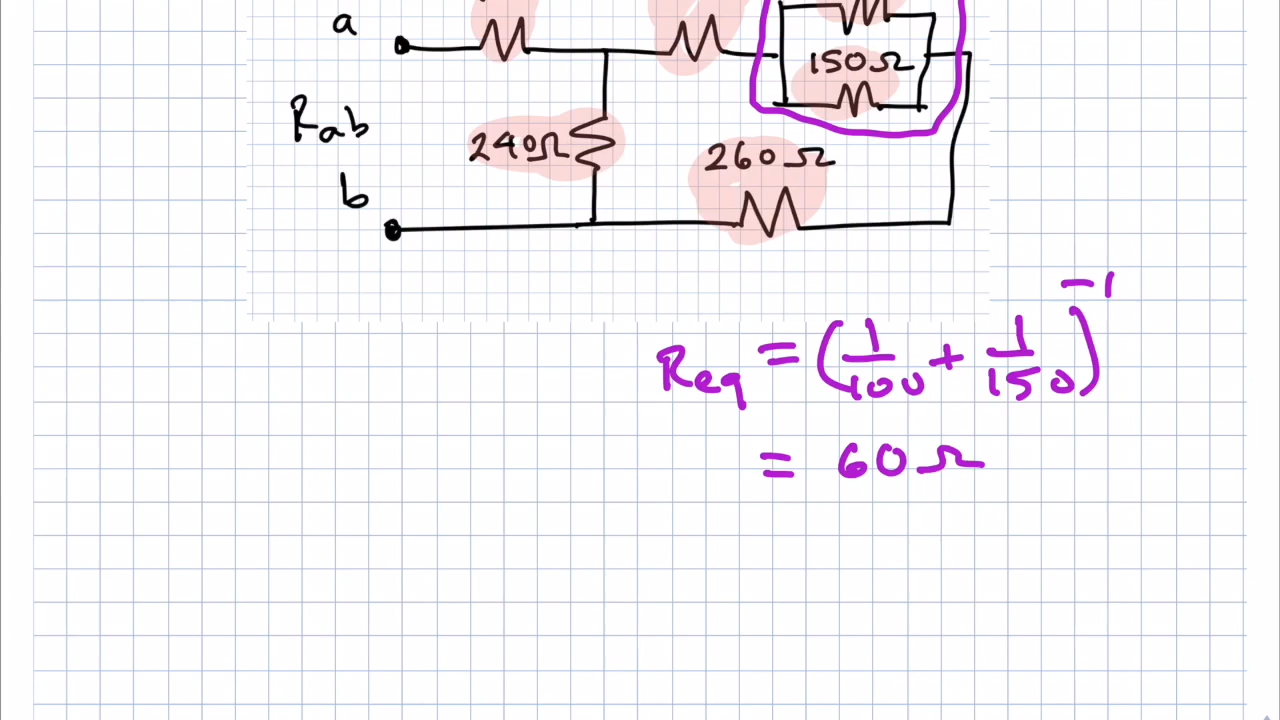 a
150Ω
Rab
240Ω
260Ω
b
Req = (1/100 + 1/150)^-1
= 60Ω